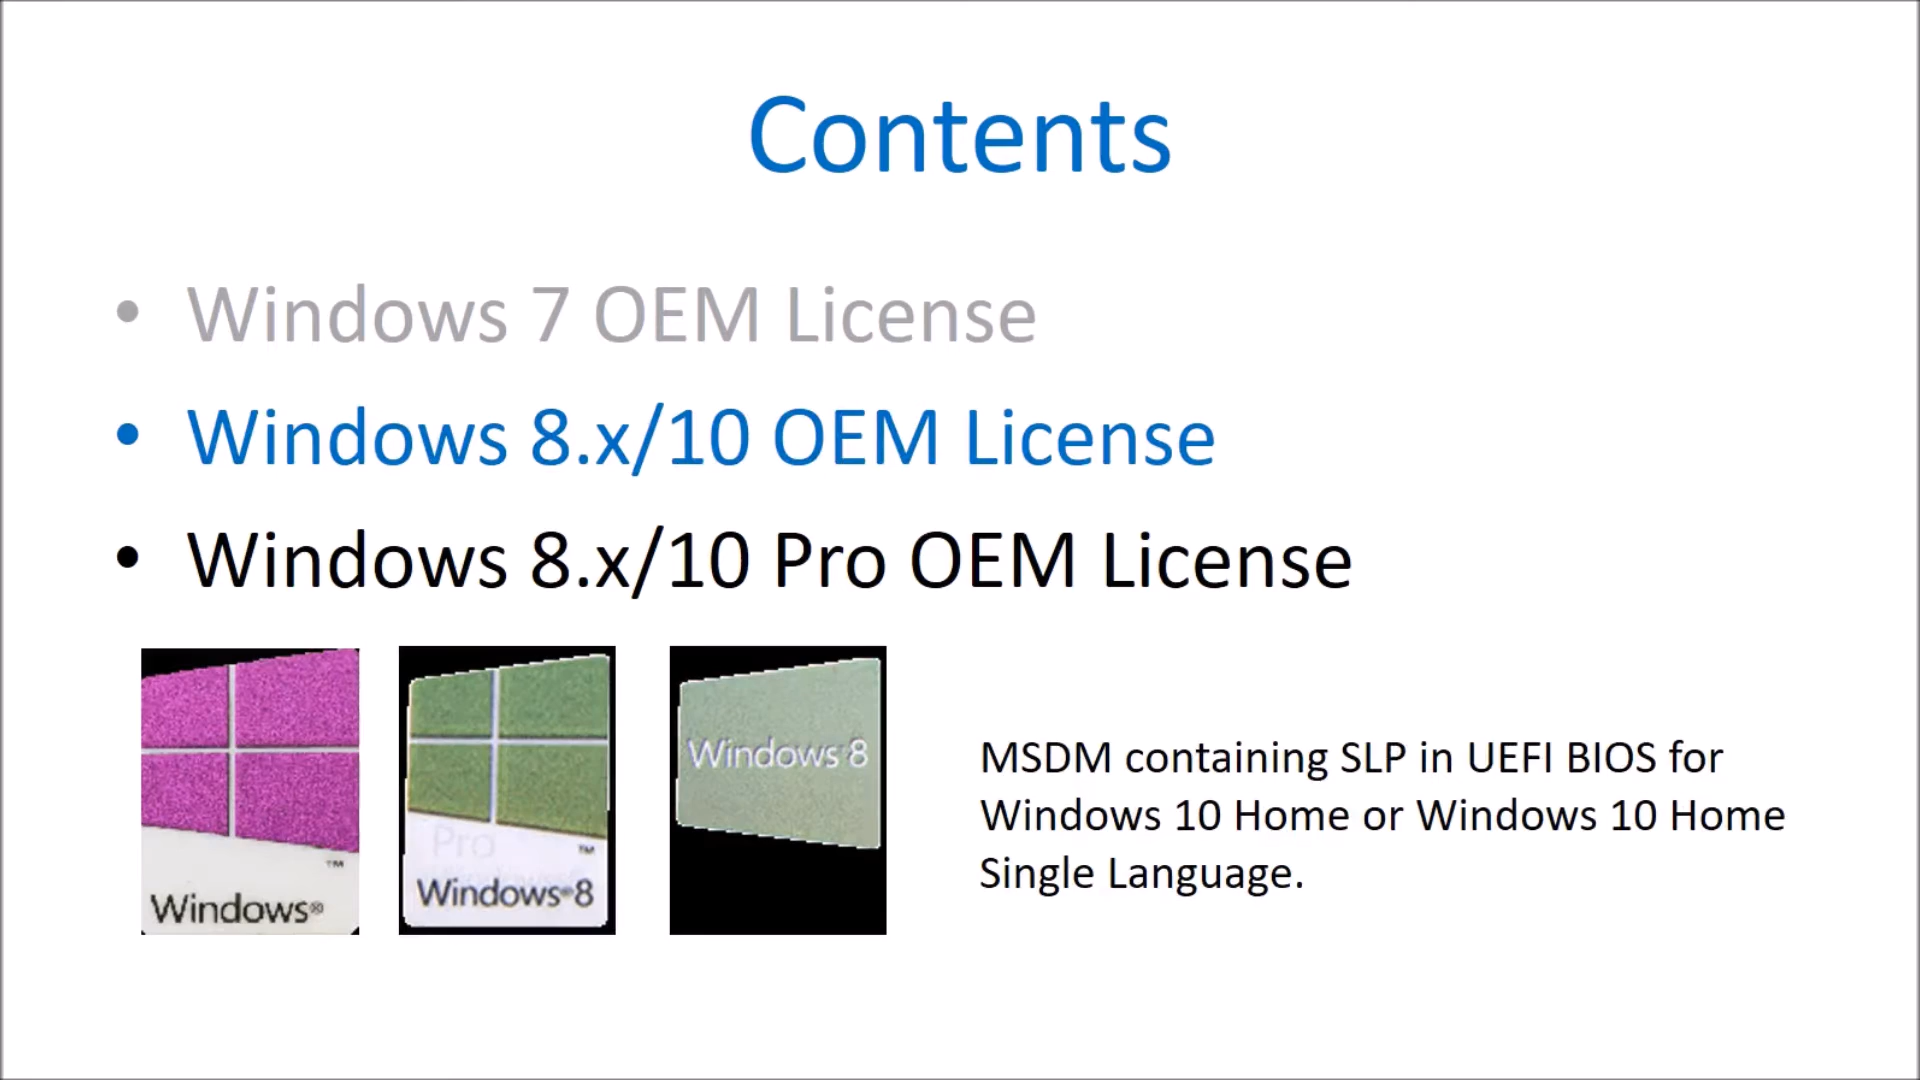 Contents
• Windows 7 OEM License
• Windows 8.x/10 OEM License
• Windows 8.x/10 Pro OEM License
™
Windows®
Pro
™
Windows®8
Windows 8
MSDM containing SLP in UEFI BIOS for
Windows 10 Home or Windows 10 Home
Single Language.